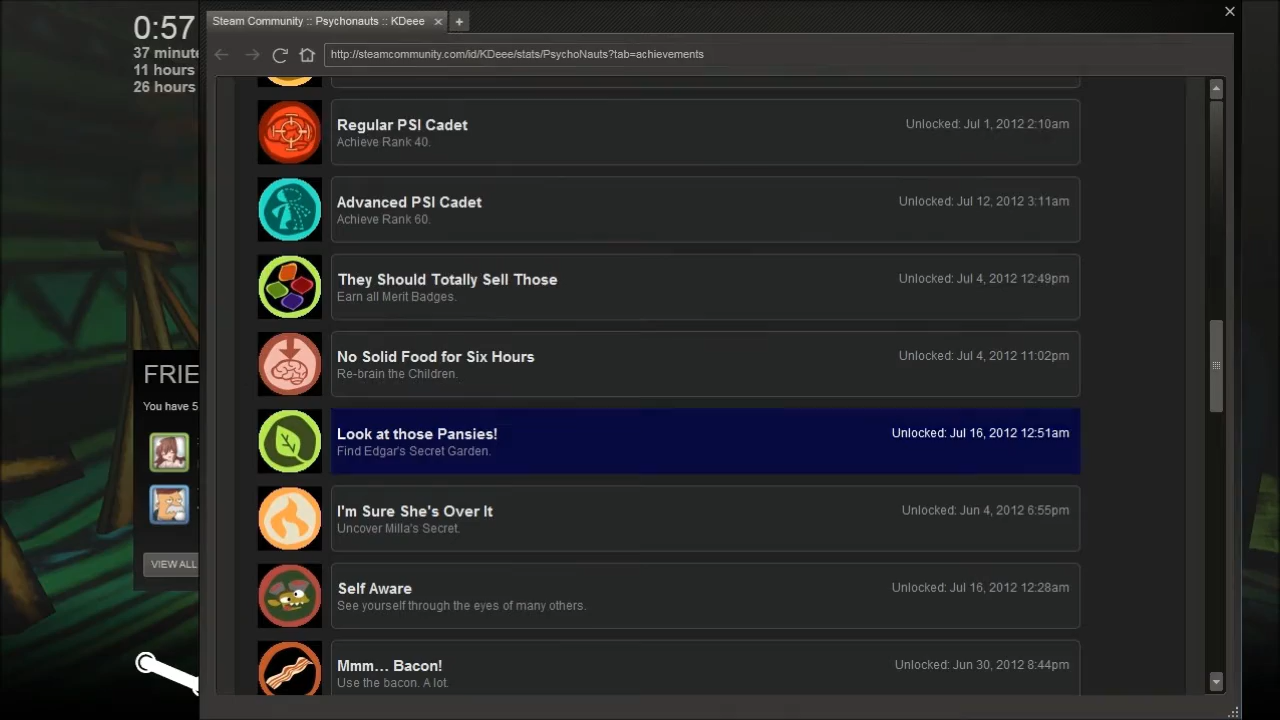 0:57
37 minute
11 hours
26 hours
Steam Community :: Psychonauts :: KDeee
http://steamcommunity.com/id/KDeee/stats/PsychoNauts?tab=achievements
Regular PSI Cadet
Achieve Rank 40.
Unlocked: Jul 1, 2012 2:10am
Advanced PSI Cadet
Achieve Rank 60.
Unlocked: Jul 12, 2012 3:11am
They Should Totally Sell Those
Earn all Merit Badges.
Unlocked: Jul 4, 2012 12:49pm
No Solid Food for Six Hours
Re-brain the Children.
Unlocked: Jul 4, 2012 11:02pm
FRIE
You have 5
Look at those Pansies!
Find Edgar's Secret Garden.
Unlocked: Jul 16, 2012 12:51am
I'm Sure She's Over It
Uncover Milla's Secret.
Unlocked: Jun 4, 2012 6:55pm
VIEW ALL
Self Aware
See yourself through the eyes of many others.
Unlocked: Jul 16, 2012 12:28am
Mmm... Bacon!
Use the bacon. A lot.
Unlocked: Jun 30, 2012 8:44pm